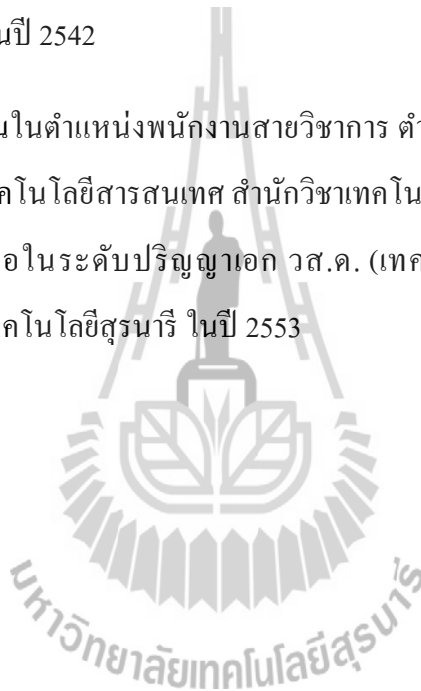 นปี 2542
นในตำแหน่งพนักงานสายวิชาการ ตำ
คโนโลยีสารสนเทศ สำนักวิชาเทคโน
อในระดับปริญญาเอก วส.ด. (เทค
คโนโลยีสุรนารี ในปี 2553
มหาวิทยาลัยเทคโนโลยีสุรนารี